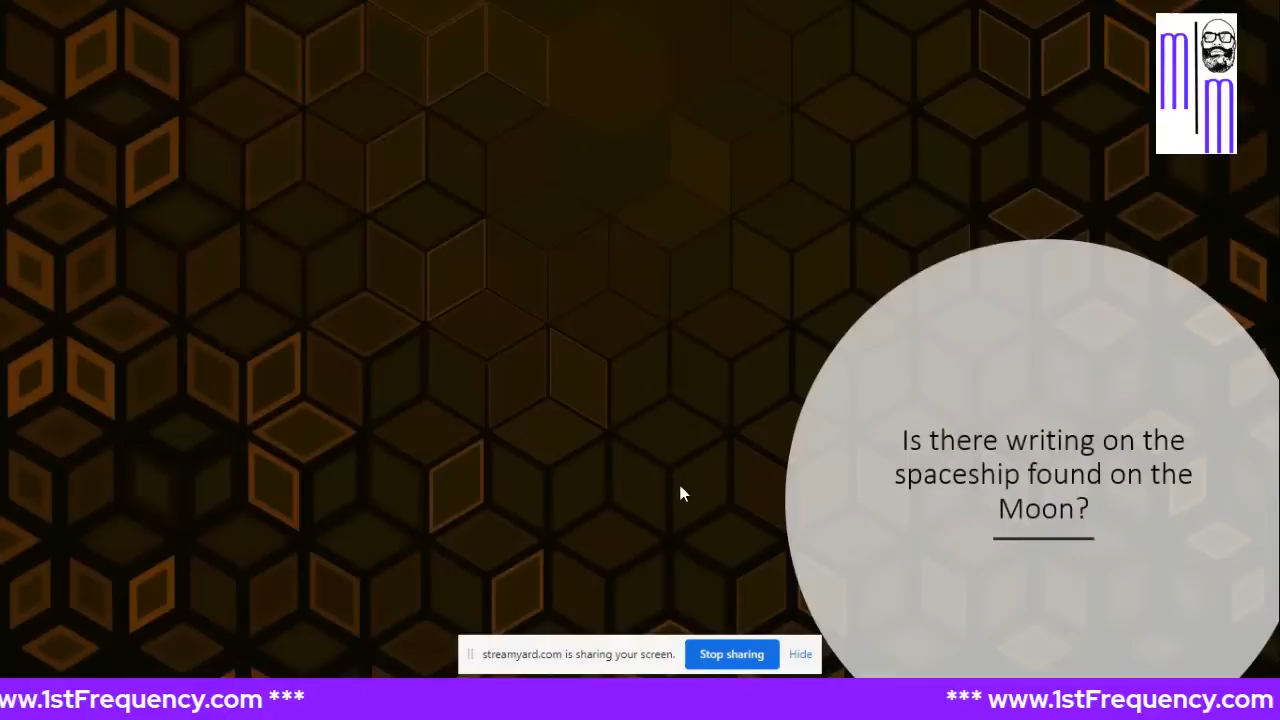 m
m
Is there writing on the
spaceship found on the
Moon?
streamyard.com is sharing your screen.
Stop sharing
Hide
ww.1stFrequency.com ***
*** www.1stFrequency.com